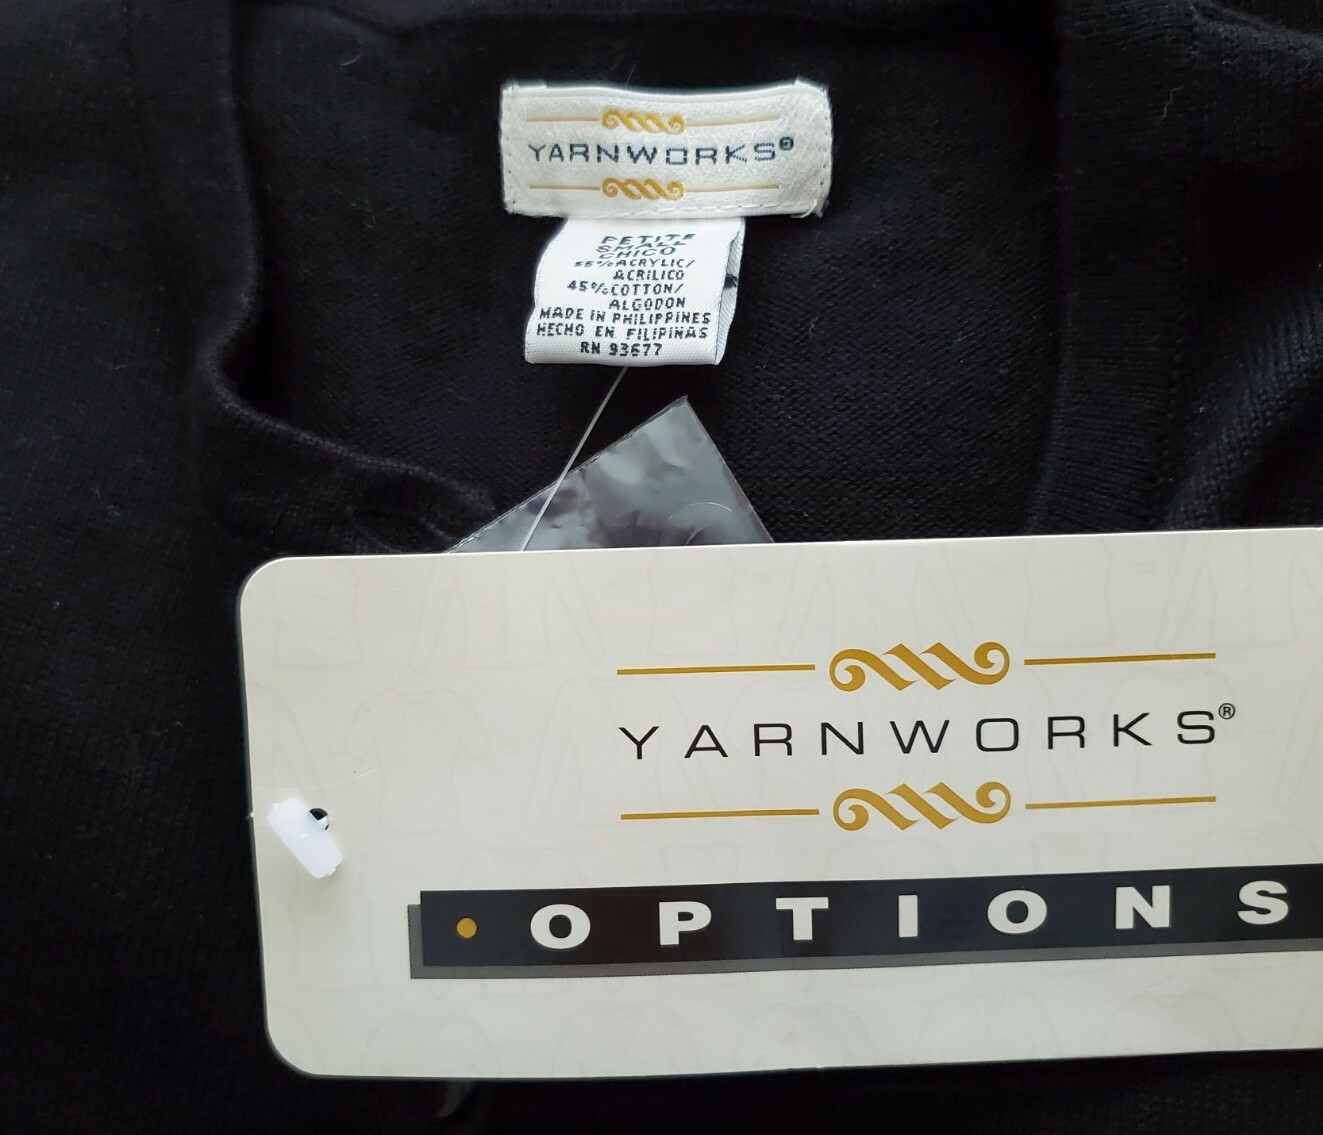 YARNWORKS®
PETITE
SMALL
CHICO
55%ACRYLIC/
ACRILICO
45%COTTON/
ALGODON
MADE IN PHILIPPINES
HECHO EN FILIPINAS
RN 93677
YARNWORKS®
• OPTIONS